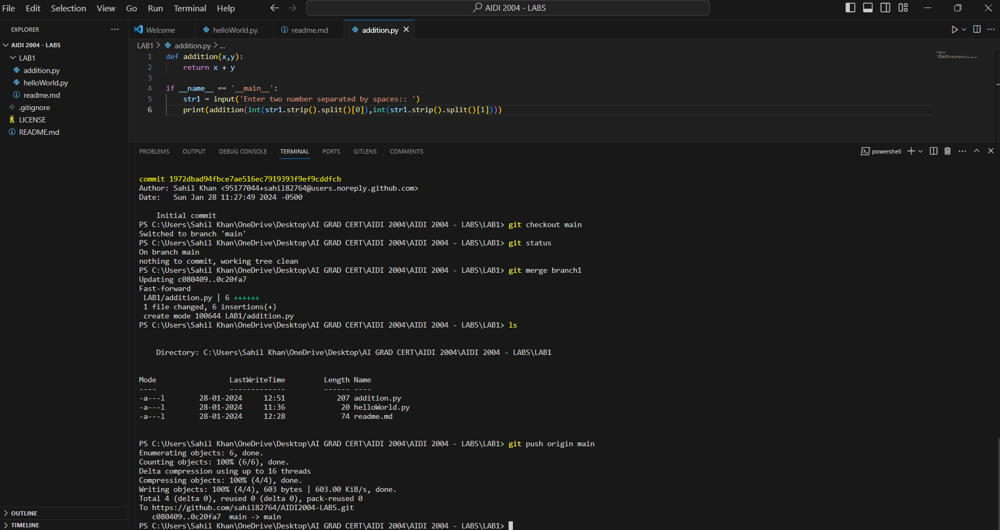 File Edit Selection View Go Run Terminal Help
AIDI 2004 - LABS
EXPLORER
AIDI 2004 - LABS
LAB1
addition.py
helloWorld.py
readme.md
.gitignore
LICENSE
README.md
OUTLINE
TIMELINE
Welcome helloWorld.py readme.md addition.py
LAB1 > addition.py > ...
1 def addition(x,y):
2     return x + y
3
4 if __name__ == '__main__':
5     str1 = input('Enter two number separated by spaces:: ')
6     print(addition(int(str1.strip().split()[0]),int(str1.strip().split()[1])))
PROBLEMS OUTPUT DEBUG CONSOLE TERMINAL PORTS GITLENS COMMENTS
powershell
commit 1972dbad94fbce7ae516ec7919393f9ef9cddfcb
Author: Sahil Khan <95177044+sahil82764@users.noreply.github.com>
Date:   Sun Jan 28 11:27:49 2024 -0500
    Initial commit
PS C:\Users\Sahil Khan\OneDrive\Desktop\AI GRAD CERT\AIDI 2004\AIDI 2004 - LABS\LAB1> git checkout main
Switched to branch 'main'
PS C:\Users\Sahil Khan\OneDrive\Desktop\AI GRAD CERT\AIDI 2004\AIDI 2004 - LABS\LAB1> git status
On branch main
nothing to commit, working tree clean
PS C:\Users\Sahil Khan\OneDrive\Desktop\AI GRAD CERT\AIDI 2004\AIDI 2004 - LABS\LAB1> git merge branch1
Updating c080409..0c20fa7
Fast-forward
 LAB1/addition.py | 6 ++++++
 1 file changed, 6 insertions(+)
 create mode 100644 LAB1/addition.py
PS C:\Users\Sahil Khan\OneDrive\Desktop\AI GRAD CERT\AIDI 2004\AIDI 2004 - LABS\LAB1> ls
    Directory: C:\Users\Sahil Khan\OneDrive\Desktop\AI GRAD CERT\AIDI 2004\AIDI 2004 - LABS\LAB1
Mode                 LastWriteTime         Length Name
----                 -------------         ------ ----
-a---l        28-01-2024     12:51            207 addition.py
-a---l        28-01-2024     11:36             20 helloWorld.py
-a---l        28-01-2024     12:28             74 readme.md
PS C:\Users\Sahil Khan\OneDrive\Desktop\AI GRAD CERT\AIDI 2004\AIDI 2004 - LABS\LAB1> git push origin main
Enumerating objects: 6, done.
Counting objects: 100% (6/6), done.
Delta compression using up to 16 threads
Compressing objects: 100% (4/4), done.
Writing objects: 100% (4/4), 603 bytes | 603.00 KiB/s, done.
Total 4 (delta 0), reused 0 (delta 0), pack-reused 0
To https://github.com/sahil82764/AIDI2004-LABS.git
   c080409..0c20fa7  main -> main
PS C:\Users\Sahil Khan\OneDrive\Desktop\AI GRAD CERT\AIDI 2004\AIDI 2004 - LABS\LAB1>